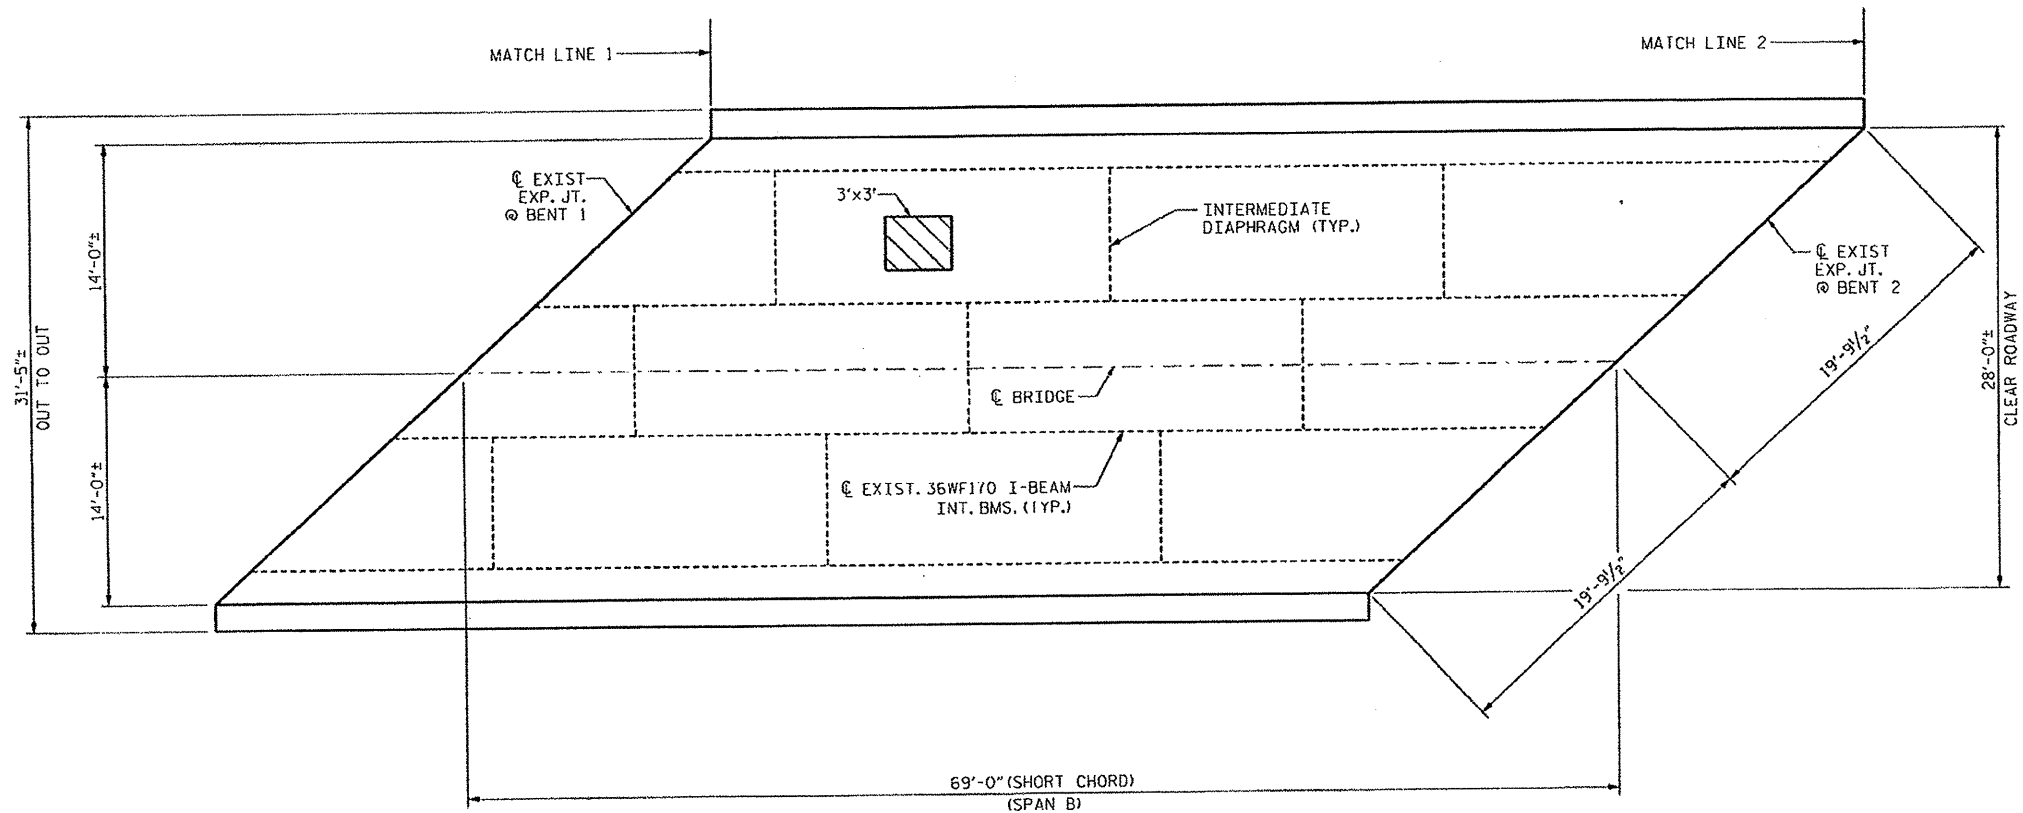 MATCH LINE 1
MATCH LINE 2
℄ EXIST
EXP. JT.
@ BENT 1
3'x3'
INTERMEDIATE
DIAPHRAGM (TYP.)
℄ EXIST
EXP. JT.
@ BENT 2
31'-5"±
OUT TO OUT
14'-0"±
14'-0"±
℄ BRIDGE
℄ EXIST. 36WF170 I-BEAM
INT. BMS. (TYP.)
19'-9½"
19'-9½"
28'-0"±
CLEAR ROADWAY
69'-0" (SHORT CHORD)
(SPAN B)